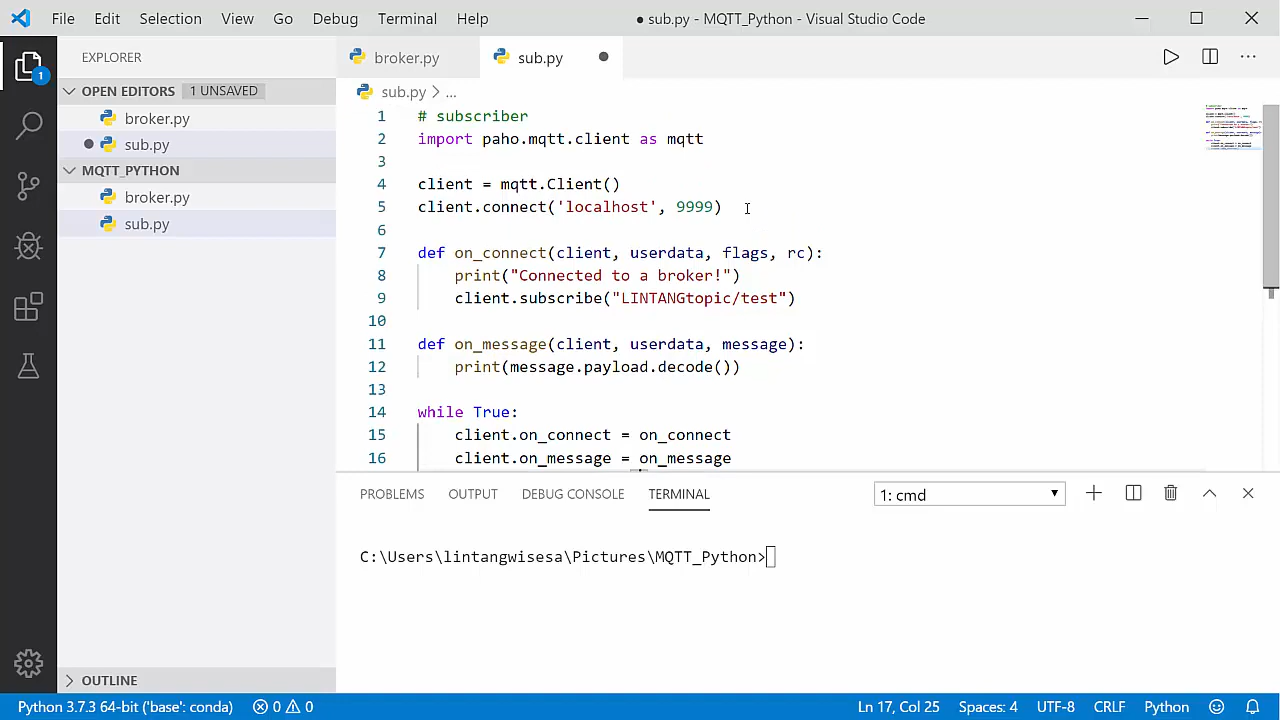 File Edit Selection View Go Debug Terminal Help
● sub.py - MQTT_Python - Visual Studio Code
EXPLORER
1
OPEN EDITORS 1 UNSAVED
broker.py
sub.py
MQTT_PYTHON
broker.py
sub.py
OUTLINE
broker.py sub.py
sub.py > ...
1 # subscriber
2 import paho.mqtt.client as mqtt
3
4 client = mqtt.Client()
5 client.connect('localhost', 9999)
6
7 def on_connect(client, userdata, flags, rc):
8 print("Connected to a broker!")
9 client.subscribe("LINTANGtopic/test")
10
11 def on_message(client, userdata, message):
12 print(message.payload.decode())
13
14 while True:
15 client.on_connect = on_connect
16 client.on_message = on_message
PROBLEMS OUTPUT DEBUG CONSOLE TERMINAL 1: cmd
C:\Users\lintangwisesa\Pictures\MQTT_Python>
Python 3.7.3 64-bit ('base': conda) 0 0 Ln 17, Col 25 Spaces: 4 UTF-8 CRLF Python